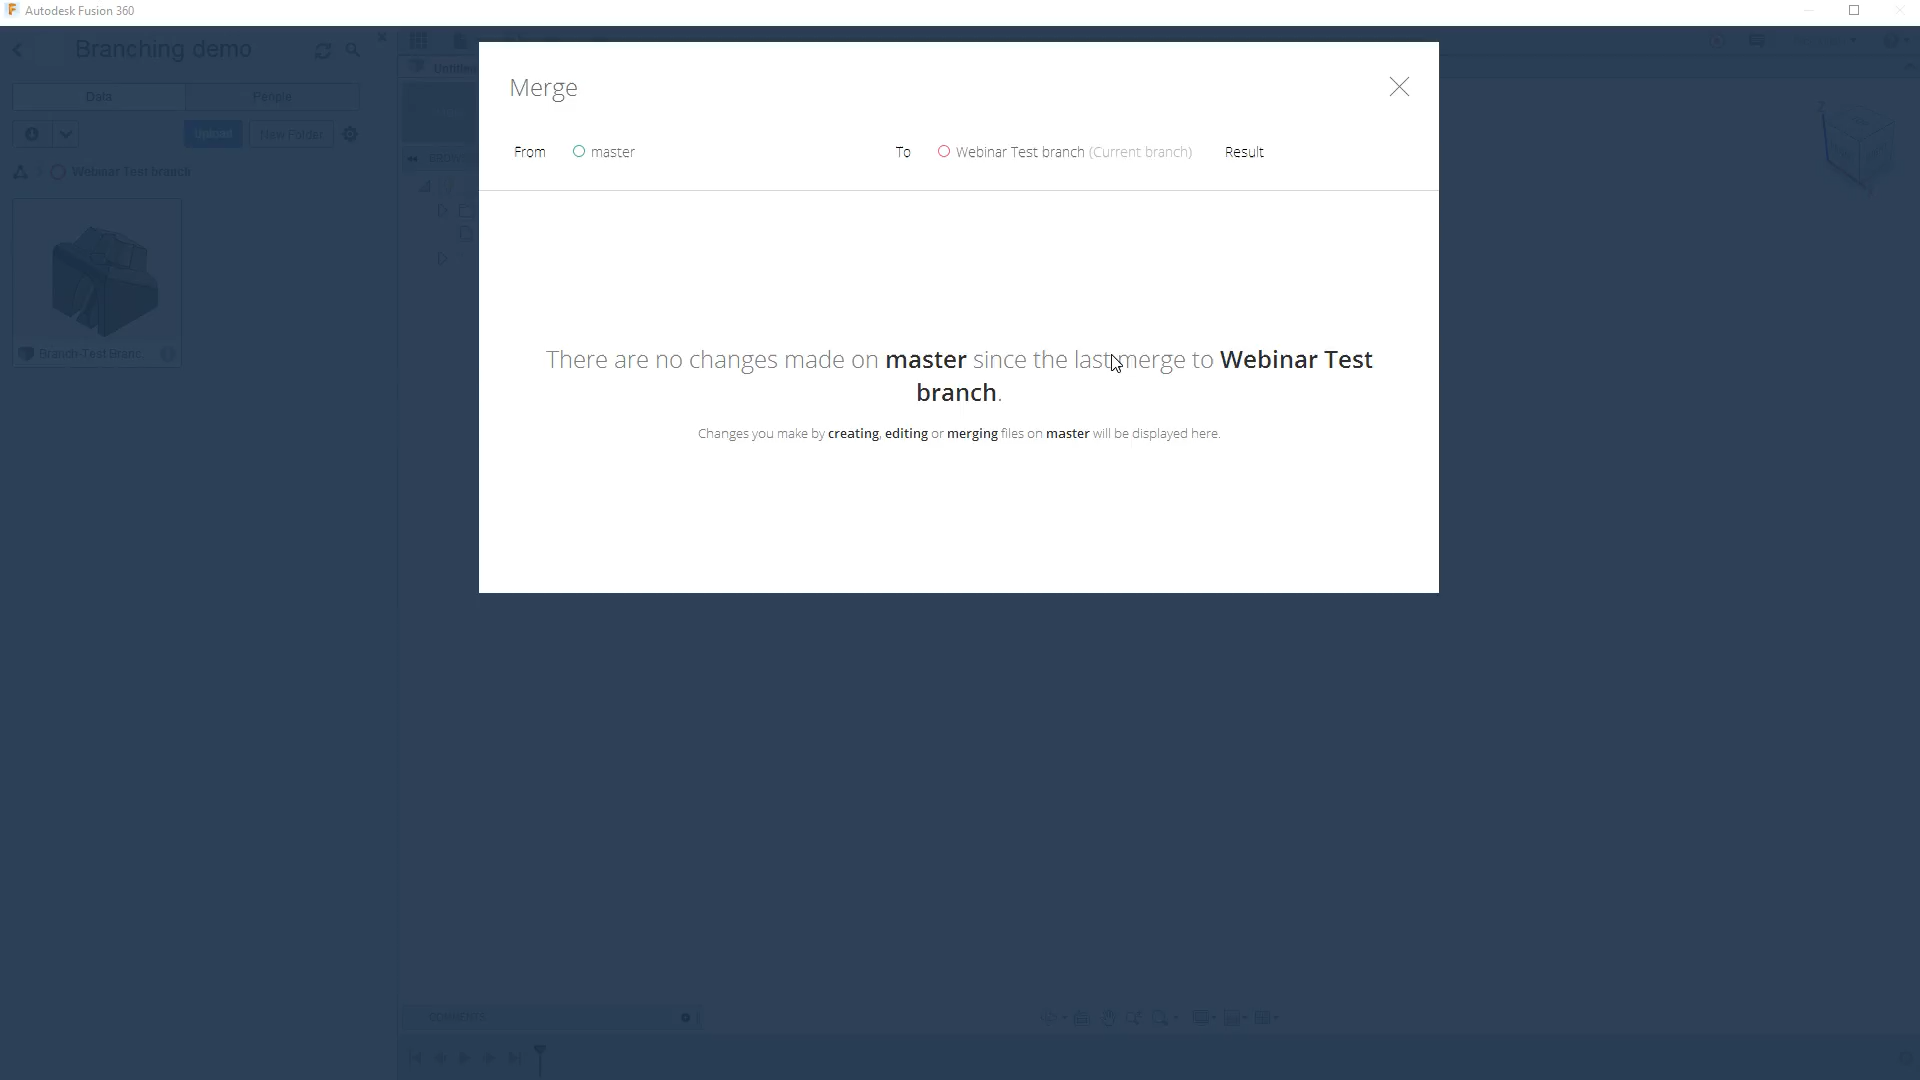 Autodesk Fusion 360
Branching demo
Data People
Upload New Folder
Webinar Test branch
Branch-Test Branc...
Untitled
Merge
From master To Webinar Test branch (Current branch) Result
There are no changes made on master since the last merge to Webinar Test
branch.
Changes you make by creating, editing or merging files on master will be displayed here.
COMMENTS